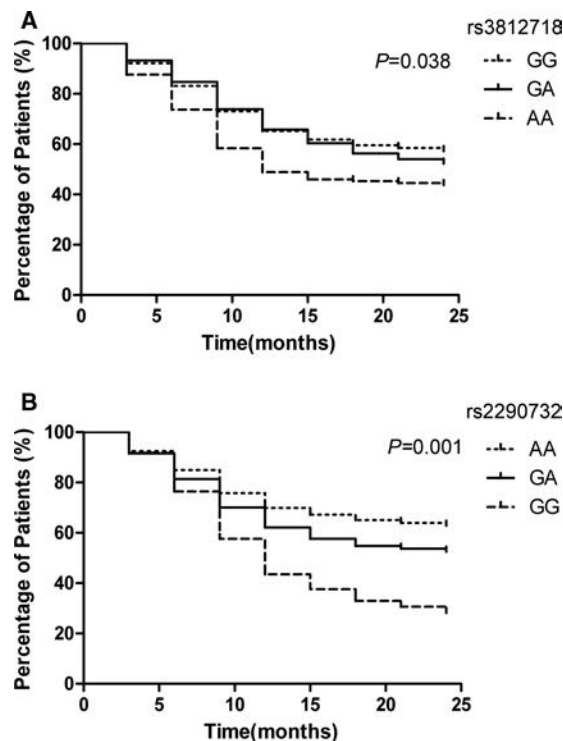 A
rs3812718
P=0.038
GG
GA
AA
Percentage of Patients (%)
100
80
60
40
20
0
0 5 10 15 20 25
Time(months)
B
rs2290732
P=0.001
AA
GA
GG
Percentage of Patients (%)
100
80
60
40
20
0
0 5 10 15 20 25
Time(months)